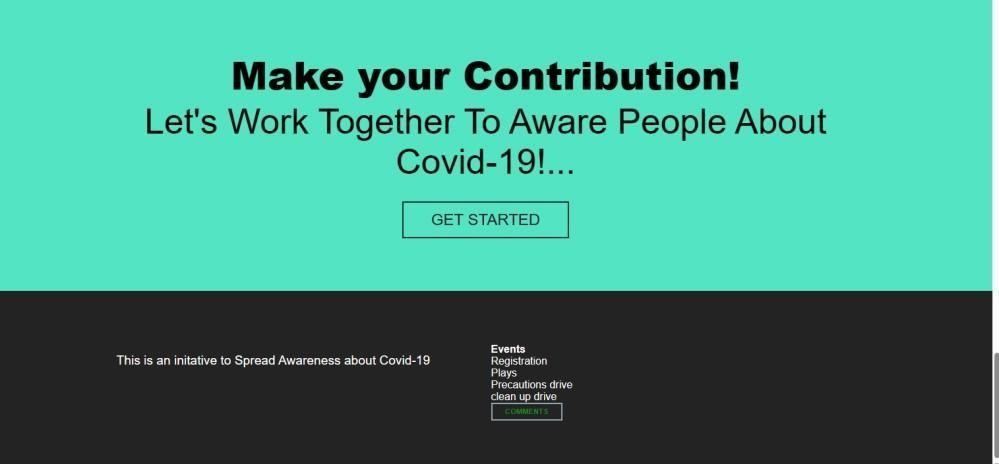 Make your Contribution!
Let's Work Together To Aware People About
Covid-19!...
GET STARTED
This is an initative to Spread Awareness about Covid-19
Events
Registration
Plays
Precautions drive
clean up drive
COMMENTS